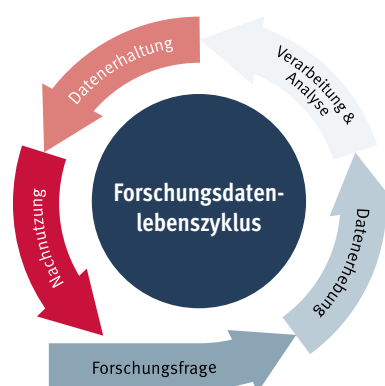 Forschungsdaten-
lebenszyklus
Forschungsfrage
Datenerhebung
Verarbeitung &
Analyse
Datenerhaltung
Nachnutzung